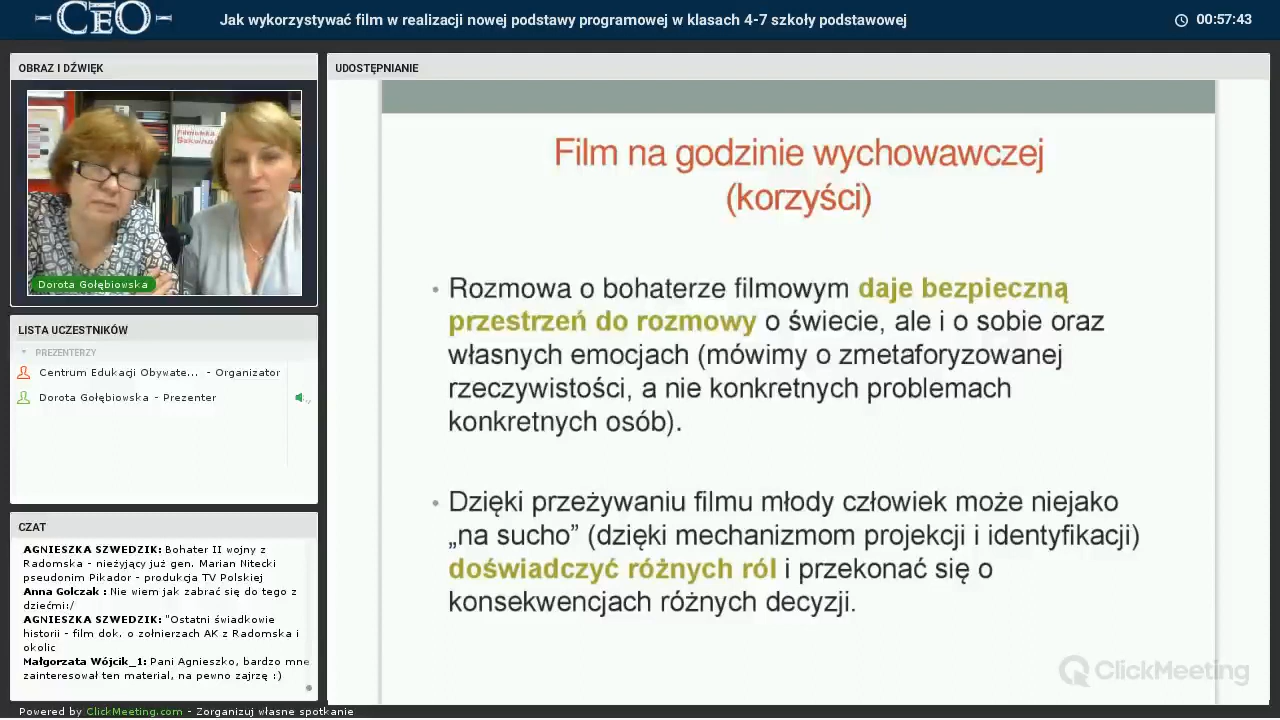 CEO
Jak wykorzystywać film w realizacji nowej podstawy programowej w klasach 4-7 szkoły podstawowej
00:57:43
OBRAZ I DŹWIĘK
Dorota Gołębiowska
LISTA UCZESTNIKÓW
PREZENTERZY
Centrum Edukacji Obywate... - Organizator
Dorota Gołębiowska - Prezenter
CZAT
AGNIESZKA SZWEDZIK: Bohater II wojny z
Radomska - nieżyjący już gen. Marian Nitecki
pseudonim Pikador - produkcja TV Polskiej
Anna Golczak : Nie wiem jak zabrać się do tego z
dziećmi:/
AGNIESZKA SZWEDZIK: "Ostatni świadkowie
historii - film dok. o zołnierzach AK z Radomska i
okolic
Małgorzata Wójcik_1: Pani Agnieszko, bardzo mne
zainteresował ten material, na pewno zajrzę :)
Powered by ClickMeeting.com - Zorganizuj własne spotkanie
UDOSTĘPNIANIE
Film na godzinie wychowawczej
(korzyści)
• Rozmowa o bohaterze filmowym daje bezpieczną
przestrzeń do rozmowy o świecie, ale i o sobie oraz
własnych emocjach (mówimy o zmetaforyzowanej
rzeczywistości, a nie konkretnych problemach
konkretnych osób).
• Dzięki przeżywaniu filmu młody człowiek może niejako
„na sucho” (dzięki mechanizmom projekcji i identyfikacji)
doświadczyć różnych ról i przekonać się o
konsekwencjach różnych decyzji.
ClickMeeting